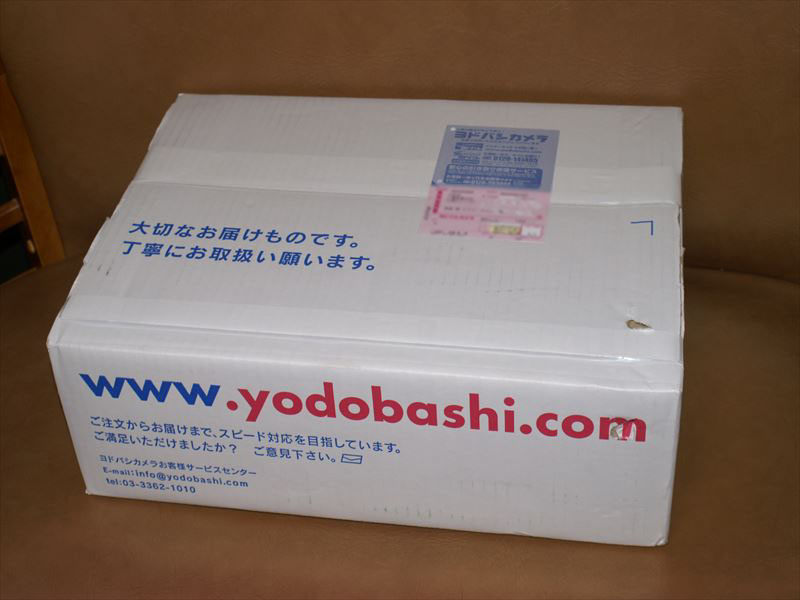 ヨドバシカメラ
大切なお届けものです。
丁寧にお取扱い願います。
www.yodobashi.com
ご注文からお届けまで、スピード対応を目指しています。
ご満足いただけましたか？ ご意見下さい。
ヨドバシカメラお客様サービスセンター
E-mail:info@yodobashi.com
tel:03-3362-1010